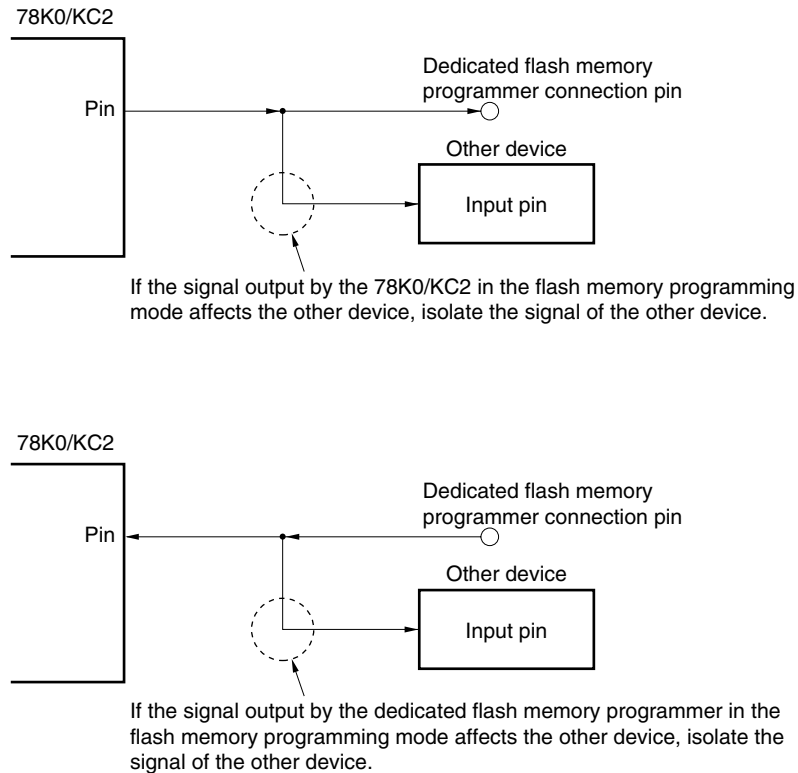 78K0/KC2
Dedicated flash memory
programmer connection pin
Pin
Other device
Input pin
If the signal output by the 78K0/KC2 in the flash memory programming
mode affects the other device, isolate the signal of the other device.
78K0/KC2
Dedicated flash memory
programmer connection pin
Pin
Other device
Input pin
If the signal output by the dedicated flash memory programmer in the
flash memory programming mode affects the other device, isolate the
signal of the other device.